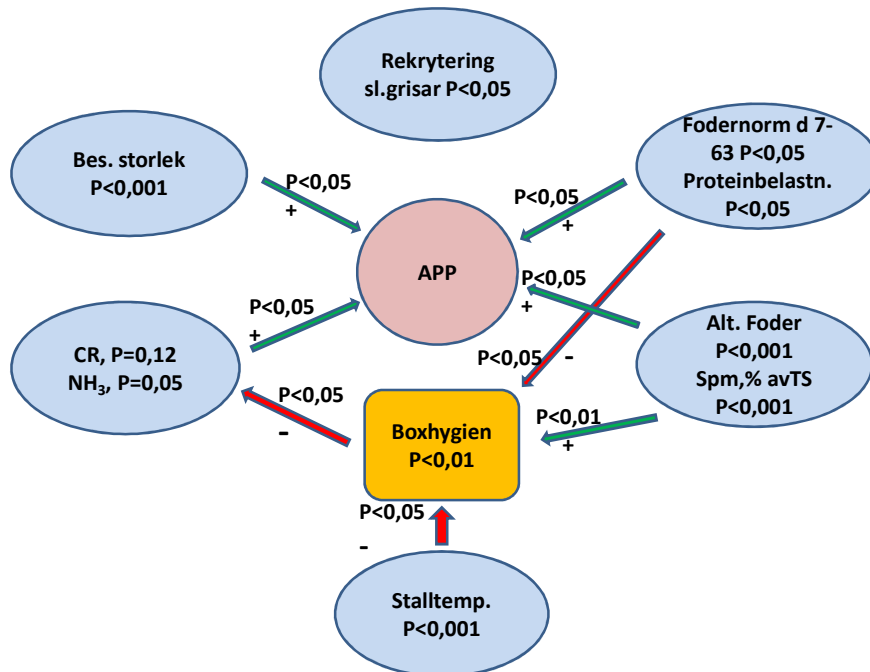 Rekrytering
sl.grisar P<0,05
Bes. storlek
P<0,001
Fodernorm d 7-
63 P<0,05
Proteinbelastn.
P<0,05
P<0,05
+
P<0,05
+
APP
P<0,05
+
P<0,05
+
CR, P=0,12
NH₃, P=0,05
Alt. Foder
P<0,001
Spm,% avTS
P<0,001
P<0,05
-
P<0,05
-
P<0,01
+
Boxhygien
P<0,01
P<0,05
-
Stalltemp.
P<0,001